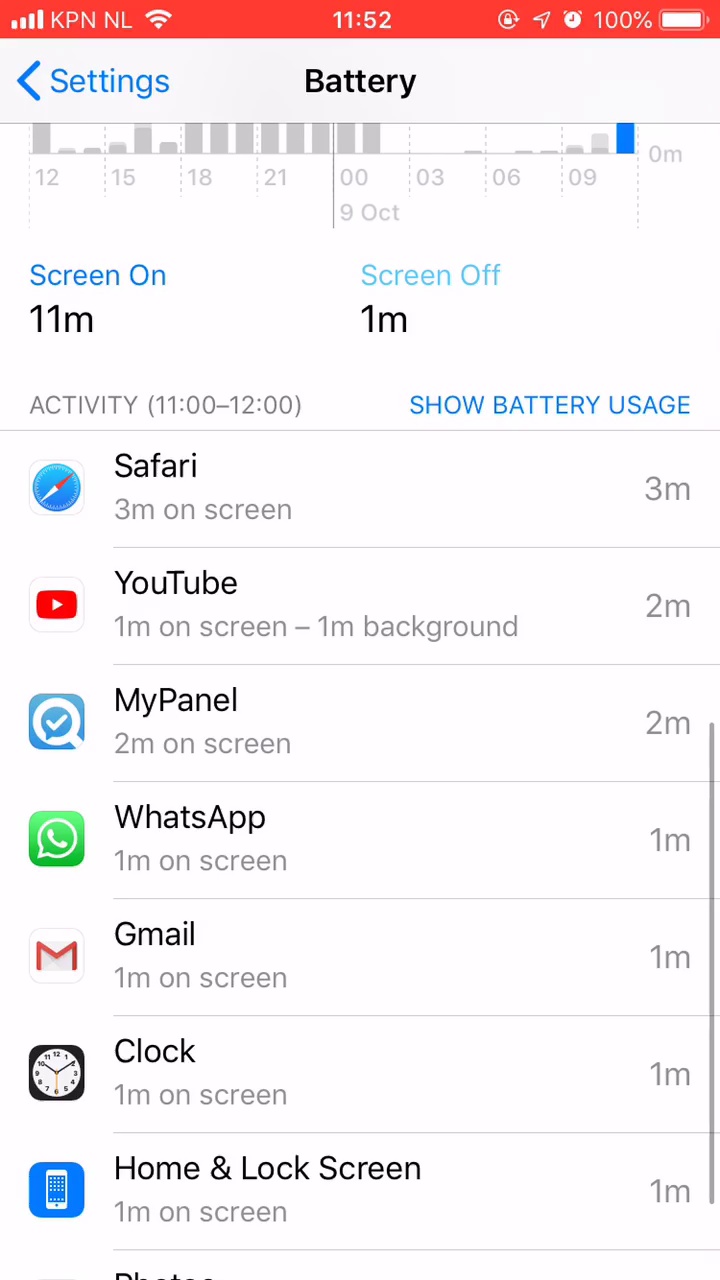 KPN NL 11:52 100%
Settings Battery
0m
12 15 18 21 00 03 06 09
9 Oct
Screen On Screen Off
11m 1m
ACTIVITY (11:00–12:00) SHOW BATTERY USAGE
Safari
3m on screen 3m
YouTube
1m on screen – 1m background 2m
MyPanel
2m on screen 2m
WhatsApp
1m on screen 1m
Gmail
1m on screen 1m
Clock
1m on screen 1m
Home & Lock Screen
1m on screen 1m
Photos